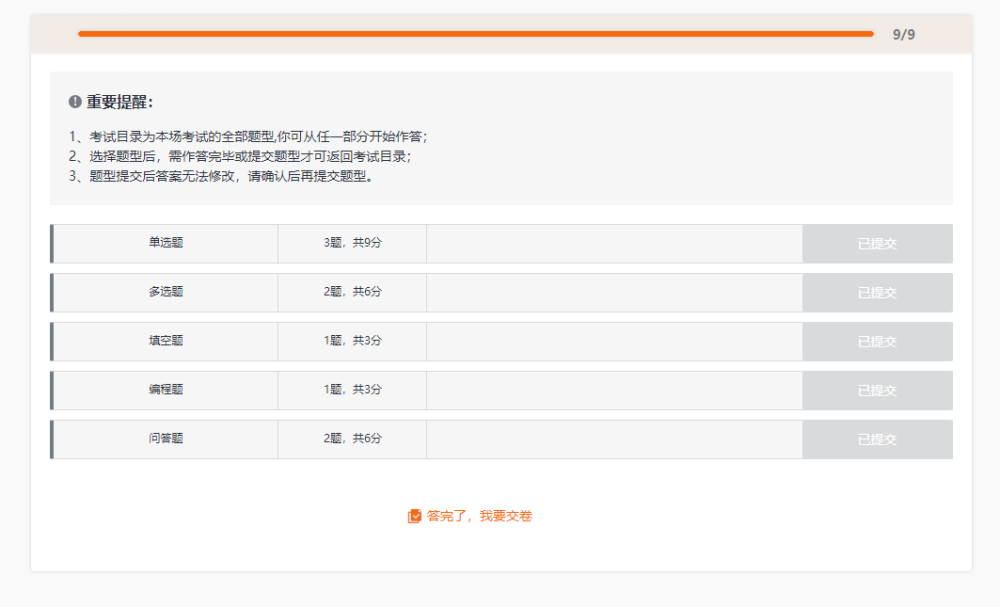 9/9
重要提醒：
1、考试目录为本场考试的全部题型,你可从任一部分开始作答；
2、选择题型后，需作答完毕或提交题型才可返回考试目录；
3、题型提交后答案无法修改，请确认后再提交题型。
单选题 3题，共9分 已提交
多选题 2题，共6分 已提交
填空题 1题，共3分 已提交
编程题 1题，共3分 已提交
问答题 2题，共6分 已提交
答完了，我要交卷